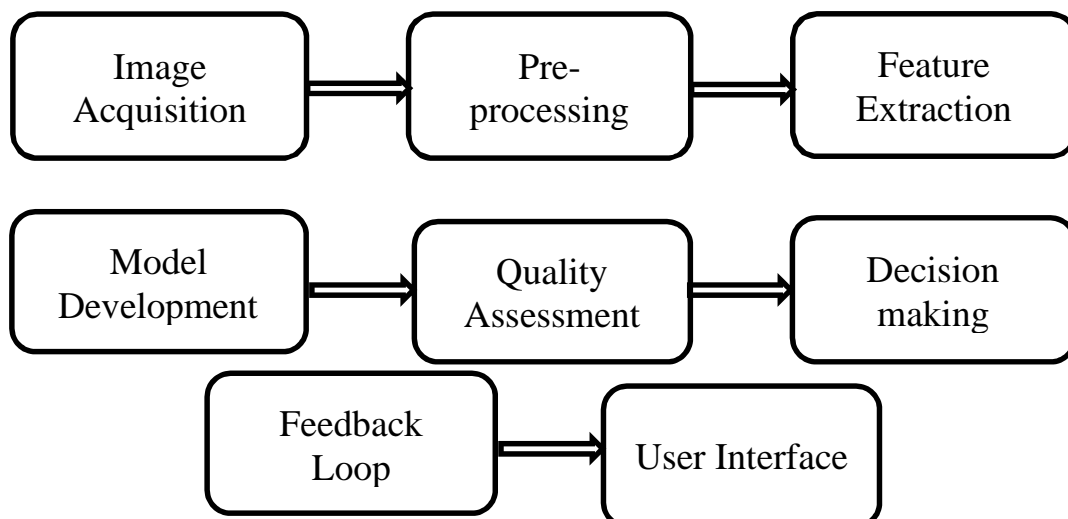 Image
Acquisition
Pre-
processing
Feature
Extraction
Model
Development
Quality
Assessment
Decision
making
Feedback
Loop
User Interface